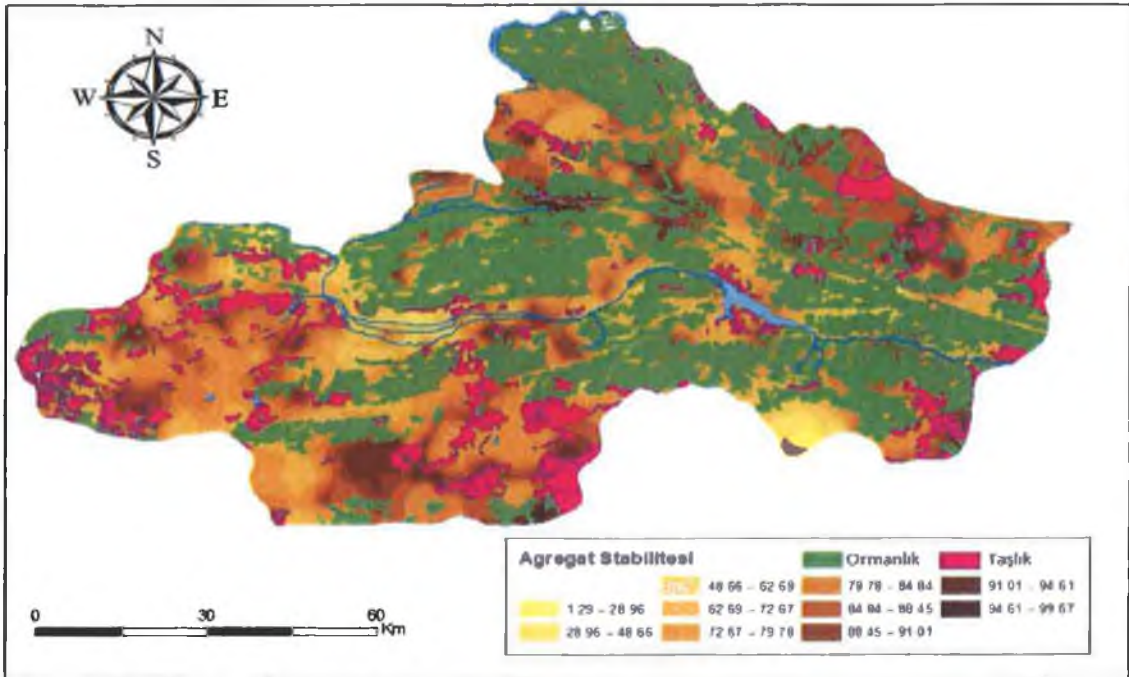 N
W E
S
Agregat Stabilitesi
Ormanlık
Taşlık
1 29 - 28 96
28 96 - 48 66
48 66 - 62 69
62 69 - 72 67
72 67 - 79 78
79 78 - 84 84
84 84 - 88 45
88 45 - 91 01
91 01 - 94 61
94 61 - 99 67
0 30 60
Km